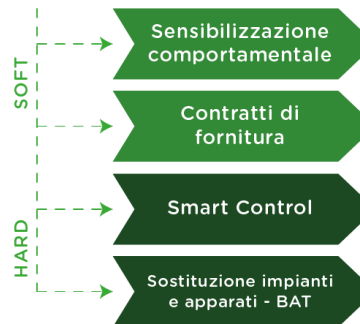 SOFT
Sensibilizzazione
comportamentale
Contratti di
fornitura
HARD
Smart Control
Sostituzione impianti
e apparati - BAT